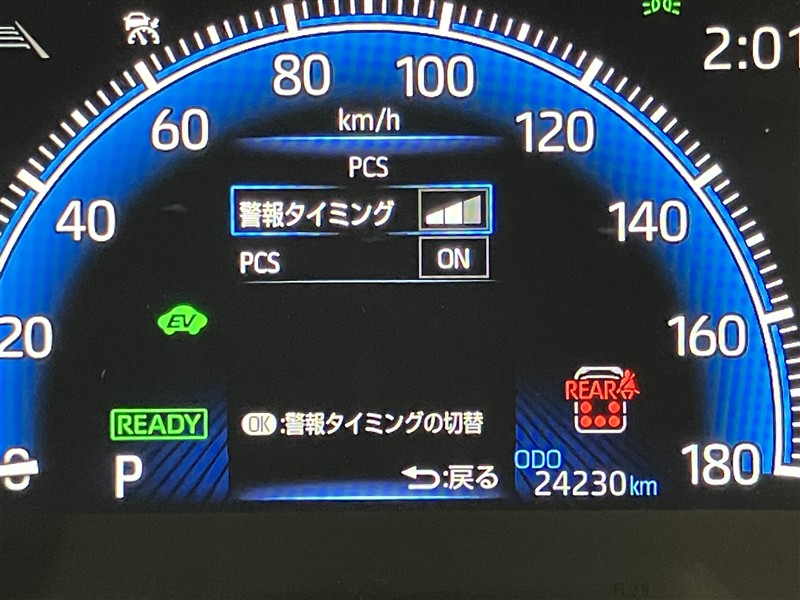 2:01
80 100
60 km/h 120
PCS
40 警報タイミング 140
PCS ON
EV
20 160
REAR
READY OK:警報タイミングの切替
P :戻る ODO 180
0 24230km